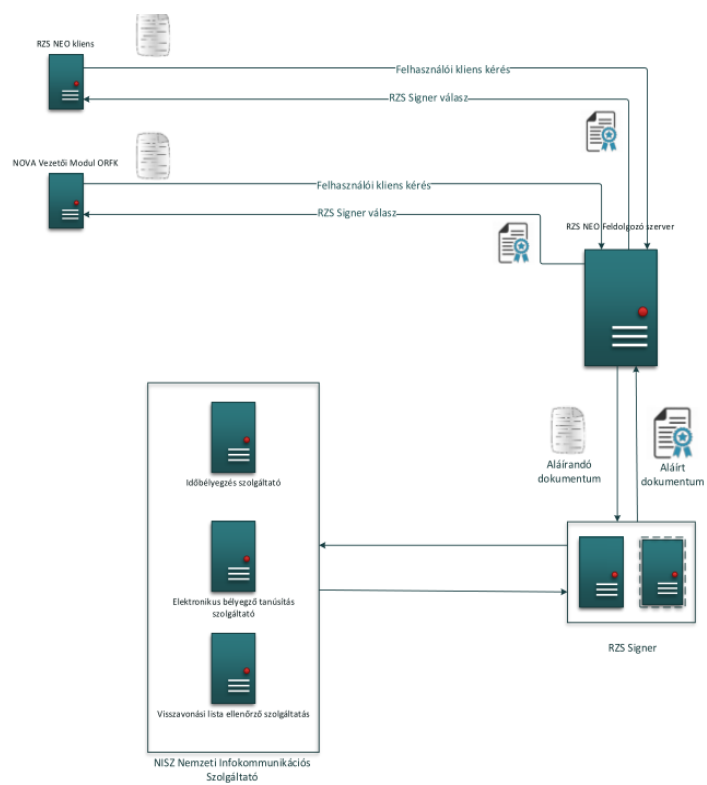 RZS NEO kliens
Felhasználói kliens kérés
RZS Signer válasz
NOVA Vezetői Modul ORFK
Felhasználói kliens kérés
RZS Signer válasz
RZS NEO Feldolgozó szerver
Aláírandó
dokumentum
Aláírt
dokumentum
Időbélyegzés szolgáltató
Elektronikus bélyegző tanúsítás
szolgáltató
Visszavonási lista ellenőrző szolgáltatás
RZS Signer
NISZ Nemzeti Infokommunikációs
Szolgáltató